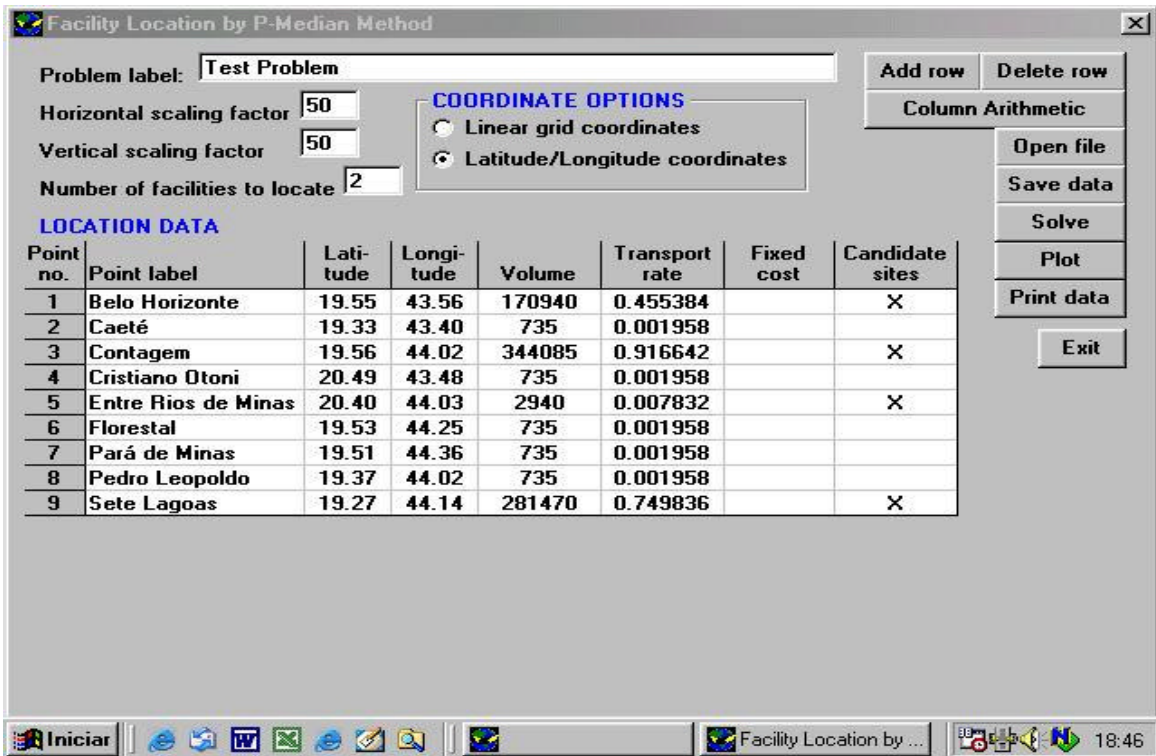 Facility Location by P-Median Method
Problem label: Test Problem
Horizontal scaling factor 50
Vertical scaling factor 50
Number of facilities to locate 2
COORDINATE OPTIONS
Linear grid coordinates
Latitude/Longitude coordinates
Add row Delete row
Column Arithmetic
Open file
Save data
Solve
Plot
Print data
Exit
LOCATION DATA
Point no. Point label Lati-tude Longi-tude Volume Transport rate Fixed cost Candidate sites
1 Belo Horizonte 19.55 43.56 170940 0.455384 X
2 Caeté 19.33 43.40 735 0.001958
3 Contagem 19.56 44.02 344085 0.916642 X
4 Cristiano Otoni 20.49 43.48 735 0.001958
5 Entre Rios de Minas 20.40 44.03 2940 0.007832 X
6 Florestal 19.53 44.25 735 0.001958
7 Pará de Minas 19.51 44.36 735 0.001958
8 Pedro Leopoldo 19.37 44.02 735 0.001958
9 Sete Lagoas 19.27 44.14 281470 0.749836 X
Iniciar Facility Location by ... 18:46